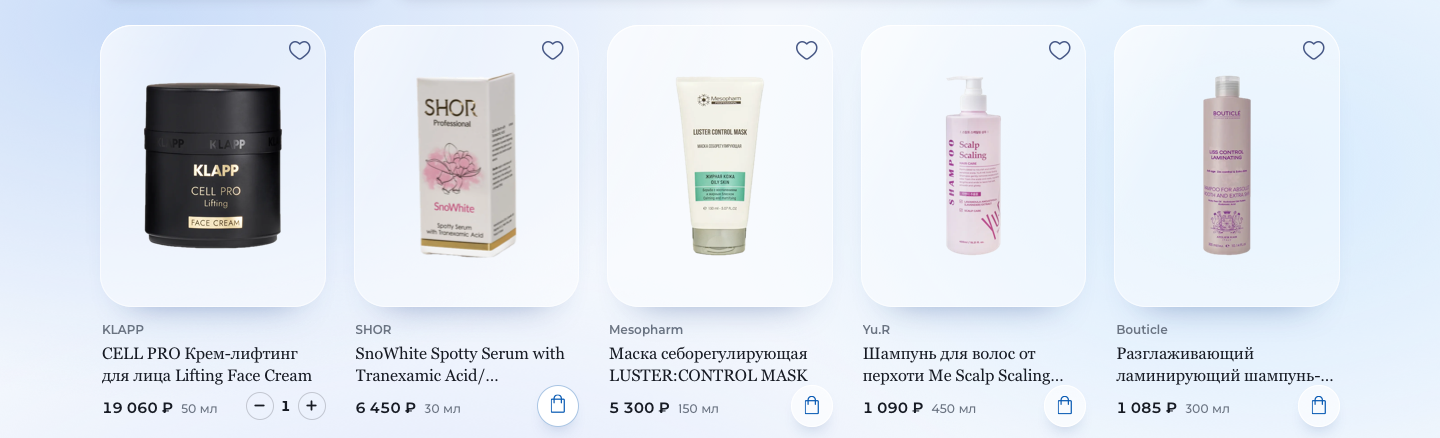 KLAPP
KLAPP
CELL PRO
Lifting
FACE CREAM
SHOR
Professional
SnoWhite
Spotty Serum
with Tranexamic Acid
Mesopharm
PROFESSIONAL
LUSTER CONTROL MASK
МАСКА СЕБОРЕГУЛИРУЮЩАЯ
ЖИРНАЯ КОЖА
OILY SKIN
SHAMPOO
Scalp
Scaling
Yu.R
BOUTICLE
LISS CONTROL
LAMINATING
KLAPP
CELL PRO Крем-лифтинг
для лица Lifting Face Cream
19 060 ₽ 50 мл
− 1 +
SHOR
SnoWhite Spotty Serum with
Tranexamic Acid/...
6 450 ₽ 30 мл
Mesopharm
Маска себорегулирующая
LUSTER:CONTROL MASK
5 300 ₽ 150 мл
Yu.R
Шампунь для волос от
перхоти Me Scalp Scaling...
1 090 ₽ 450 мл
Bouticle
Разглаживающий
ламинирующий шампунь-...
1 085 ₽ 300 мл